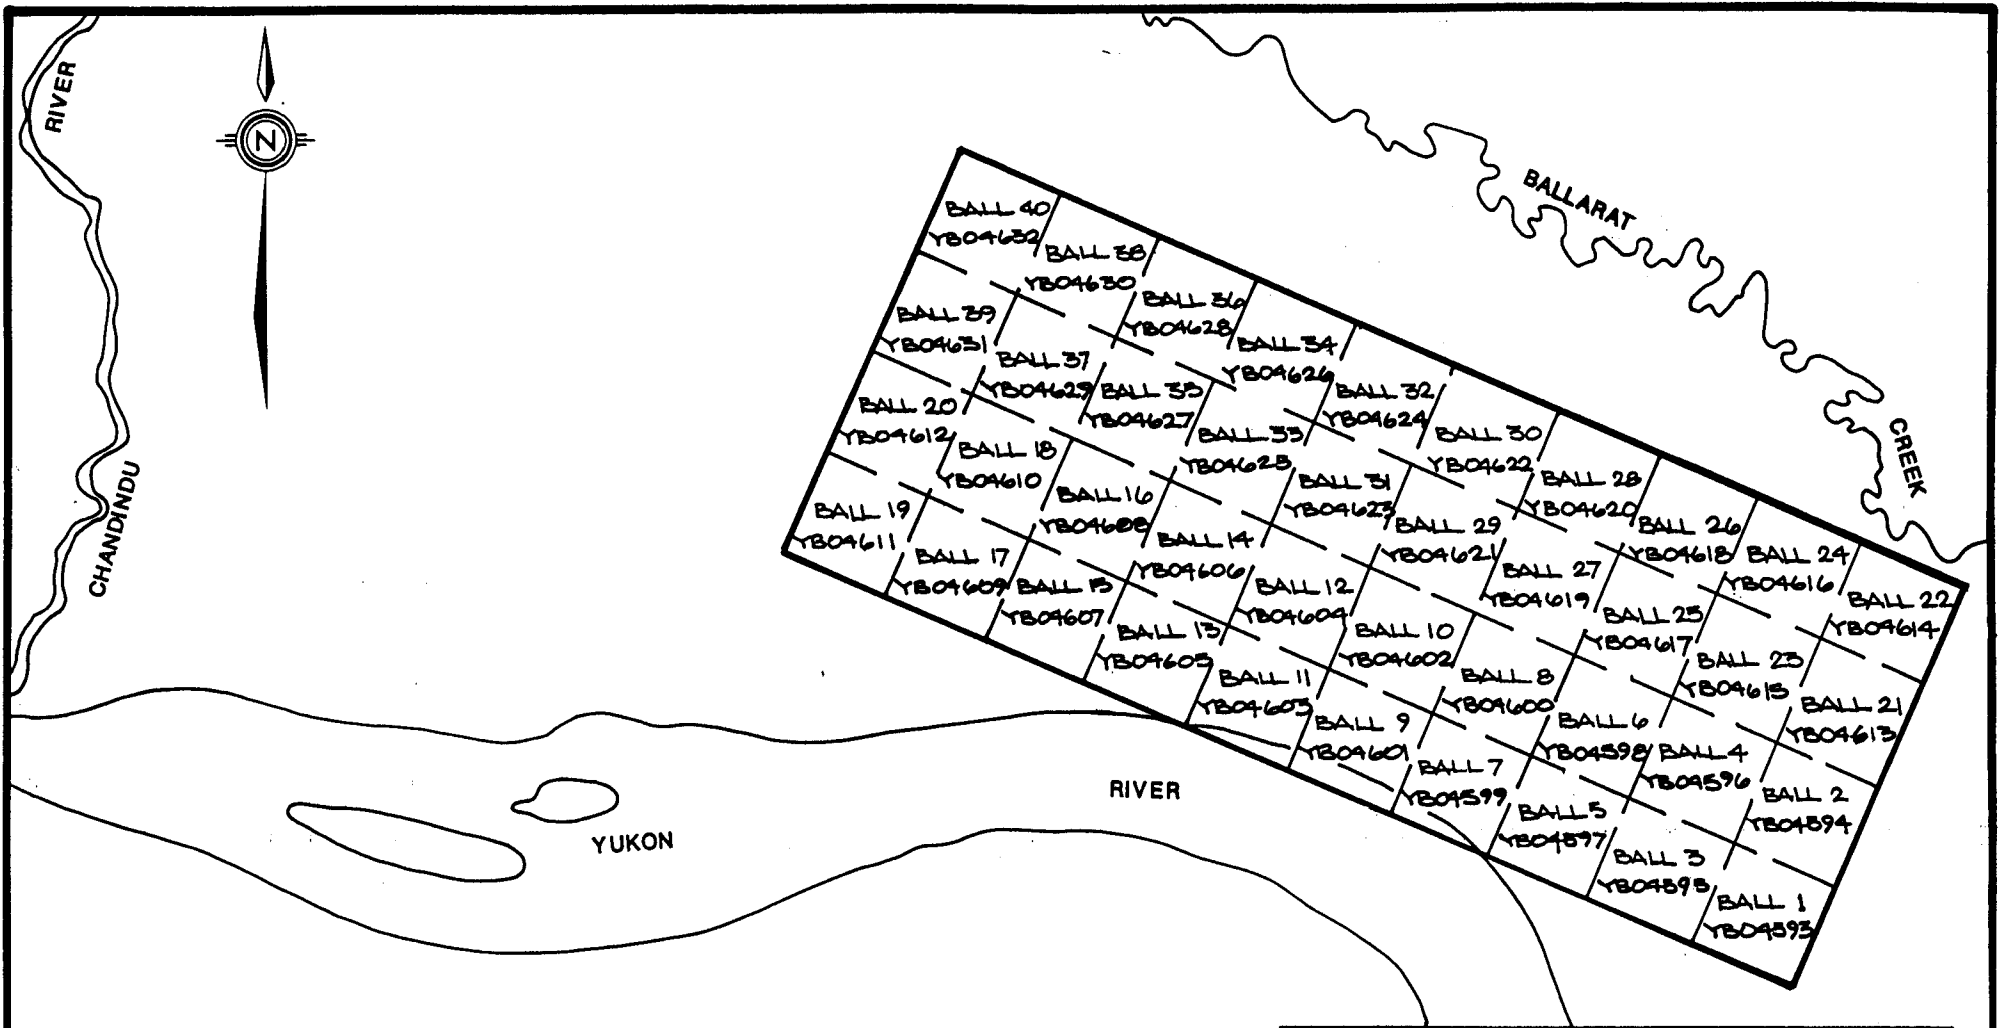 RIVER
N
BALLARAT
CREEK
CHANDINDU
BALL 40
YB04632
BALL 38
YB04630
BALL 36
YB04628
BALL 34
YB04626
BALL 32
YB04624
BALL 30
YB04622
BALL 28
YB04620
BALL 26
YB04618
BALL 24
YB04616
BALL 22
YB04614
BALL 39
YB04631
BALL 37
YB04629
BALL 35
YB04627
BALL 33
YB04625
BALL 31
YB04623
BALL 29
YB04621
BALL 27
YB04619
BALL 25
YB04617
BALL 23
YB04615
BALL 21
YB04613
BALL 20
YB04612
BALL 18
YB04610
BALL 16
YB04608
BALL 14
YB04606
BALL 12
YB04604
BALL 10
YB04602
BALL 8
YB04600
BALL 6
YB04598
BALL 4
YB04596
BALL 2
YB04594
BALL 19
YB04611
BALL 17
YB04609
BALL 15
YB04607
BALL 13
YB04605
BALL 11
YB04603
BALL 9
YB04601
BALL 7
YB04599
BALL 5
YB04597
BALL 3
YB04595
BALL 1
YB04593
YUKON
RIVER